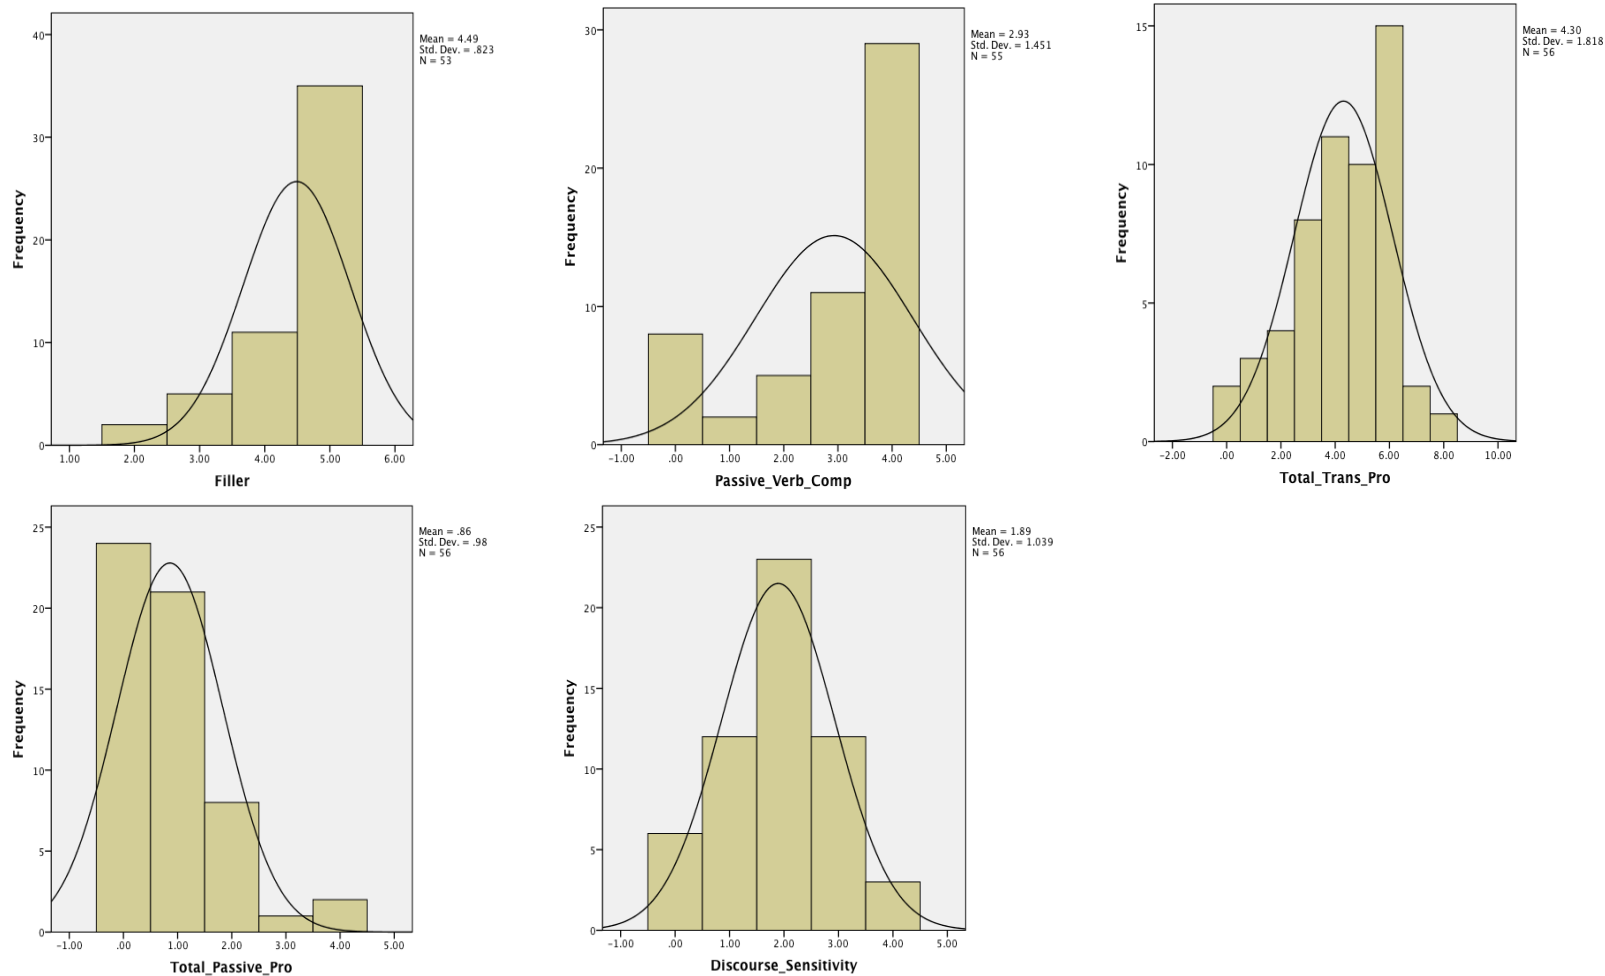 Mean = 4.49
Std. Dev. = .823
N = 53
40
30
20
10
0
Frequency
1.00 2.00 3.00 4.00 5.00 6.00
Filler
Mean = 2.93
Std. Dev. = 1.451
N = 55
30
20
10
0
Frequency
-1.00 .00 1.00 2.00 3.00 4.00 5.00
Passive_Verb_Comp
Mean = 4.30
Std. Dev. = 1.818
N = 56
15
10
5
0
Frequency
-2.00 .00 2.00 4.00 6.00 8.00 10.00
Total_Trans_Pro
Mean = .86
Std. Dev. = .98
N = 56
25
20
15
10
5
0
Frequency
-1.00 .00 1.00 2.00 3.00 4.00 5.00
Total_Passive_Pro
Mean = 1.89
Std. Dev. = 1.039
N = 56
25
20
15
10
5
0
Frequency
-1.00 .00 1.00 2.00 3.00 4.00 5.00
Discourse_Sensitivity